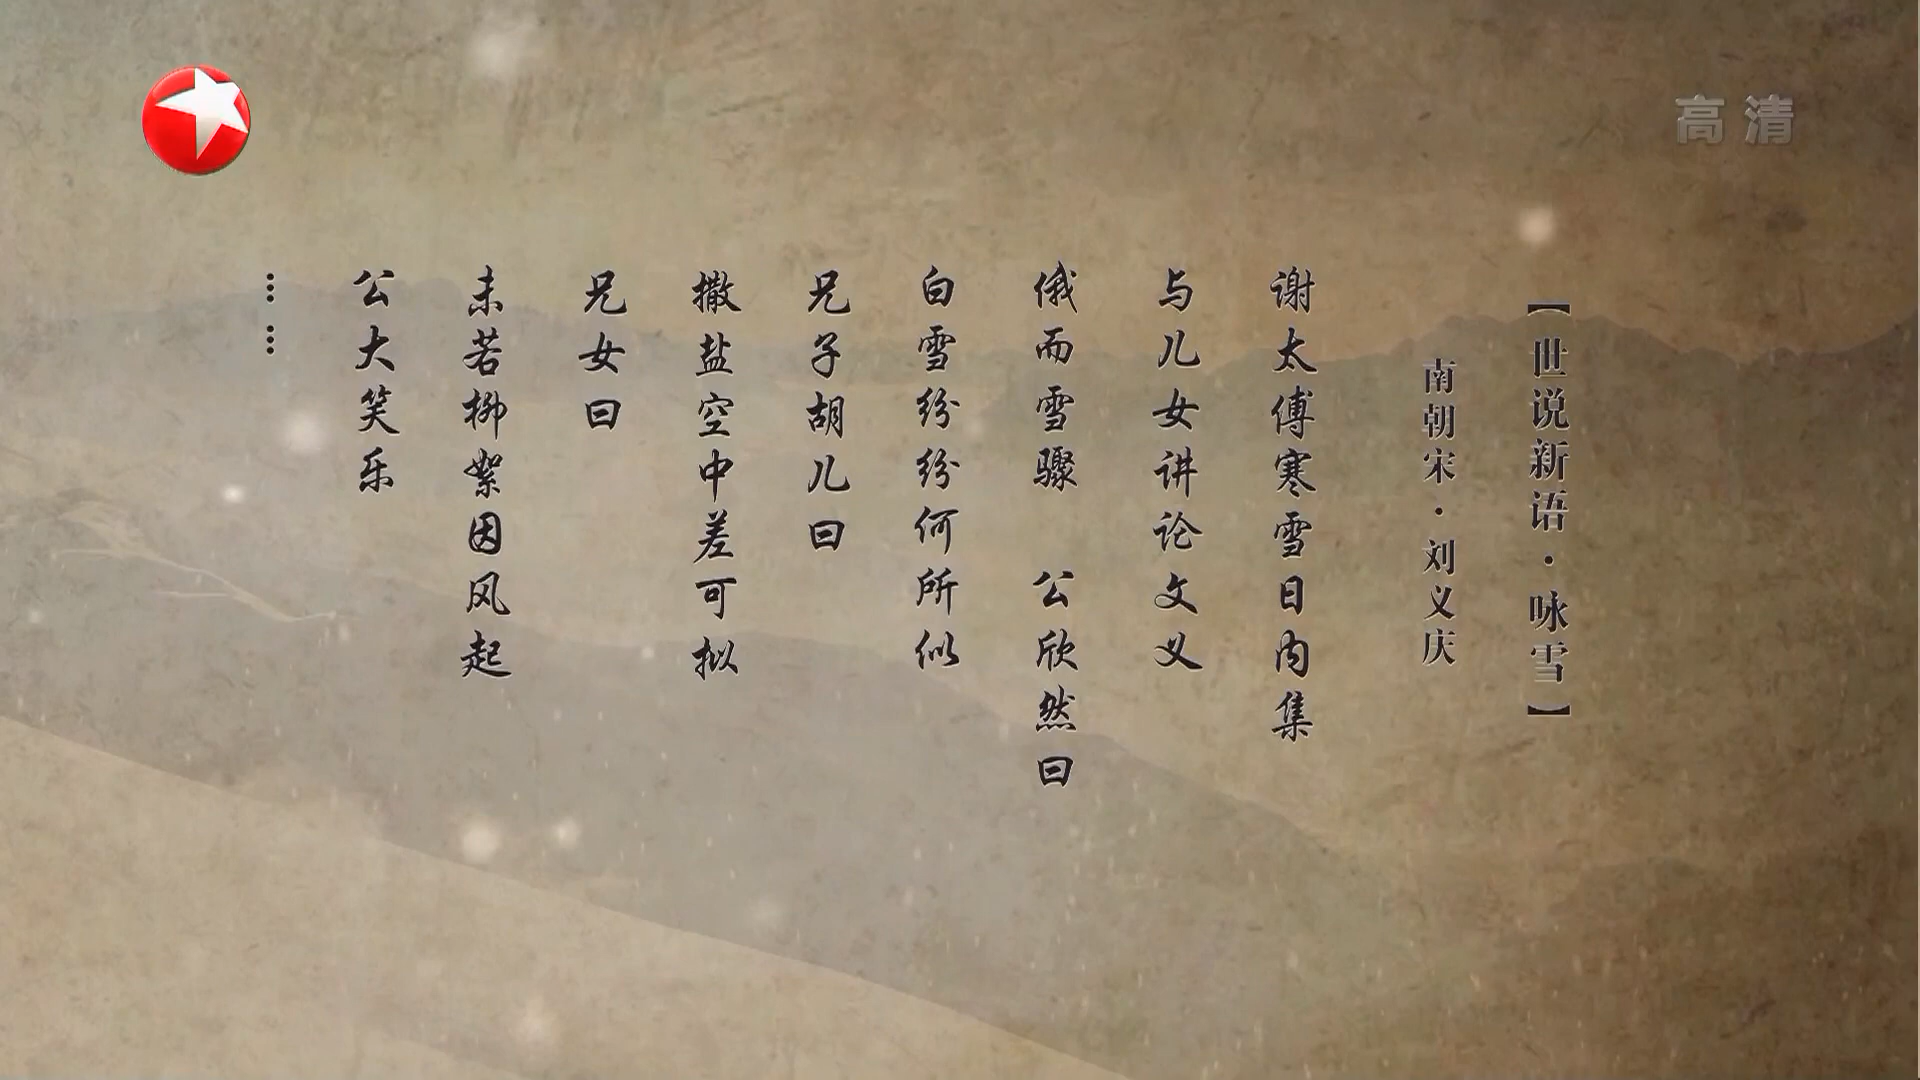 高清
【世说新语·咏雪】
南朝宋·刘义庆
谢太傅寒雪日内集
与儿女讲论文义
俄而雪骤 公欣然曰
白雪纷纷何所似
兄子胡儿曰
撒盐空中差可拟
兄女曰
未若柳絮因风起
公大笑乐
……